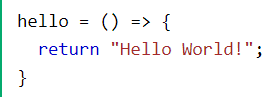 hello = () => {
  return "Hello World!";
}